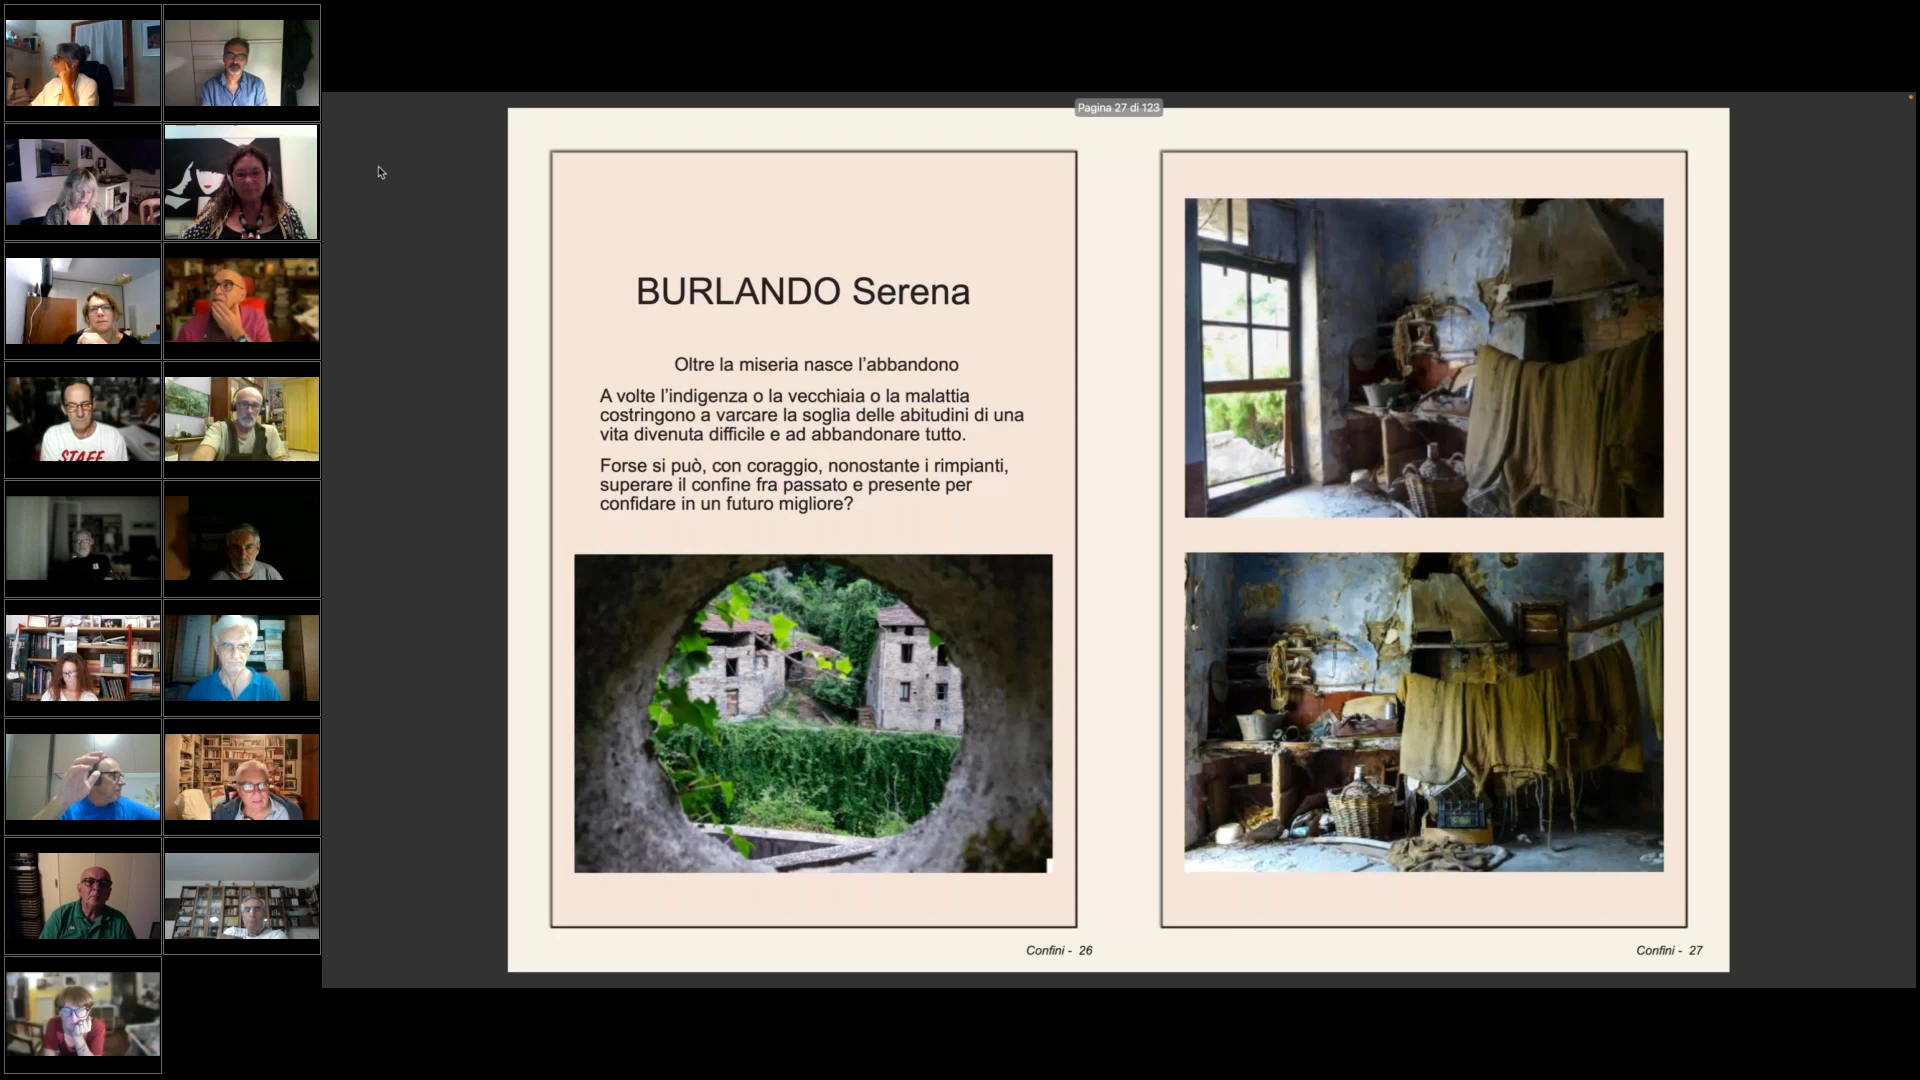 Pagina 27 di 123
BURLANDO Serena
Oltre la miseria nasce l'abbandono
A volte l'indigenza o la vecchiaia o la malattia
costringono a varcare la soglia delle abitudini di una
vita divenuta difficile e ad abbandonare tutto.
Forse si può, con coraggio, nonostante i rimpianti,
superare il confine fra passato e presente per
confidare in un futuro migliore?
Confini - 26
Confini - 27
STAFF